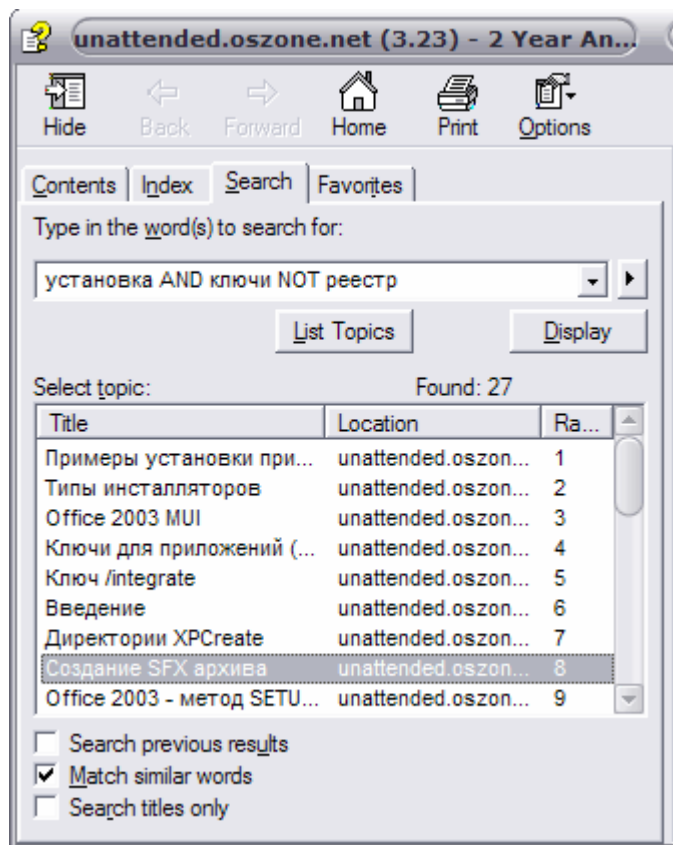 unattended.oszone.net (3.23) - 2 Year An...
Hide Back Forward Home Print Options
Contents Index Search Favorites
Type in the word(s) to search for:
установка AND ключи NOT реестр
List Topics Display
Select topic: Found: 27
Title Location Ra...
Примеры установки при... unattended.oszon... 1
Типы инсталляторов unattended.oszon... 2
Office 2003 MUI unattended.oszon... 3
Ключи для приложений (... unattended.oszon... 4
Ключ /integrate unattended.oszon... 5
Введение unattended.oszon... 6
Директории XPCreate unattended.oszon... 7
Создание SFX архива unattended.oszon... 8
Office 2003 - метод SETU... unattended.oszon... 9
Search previous results
Match similar words
Search titles only